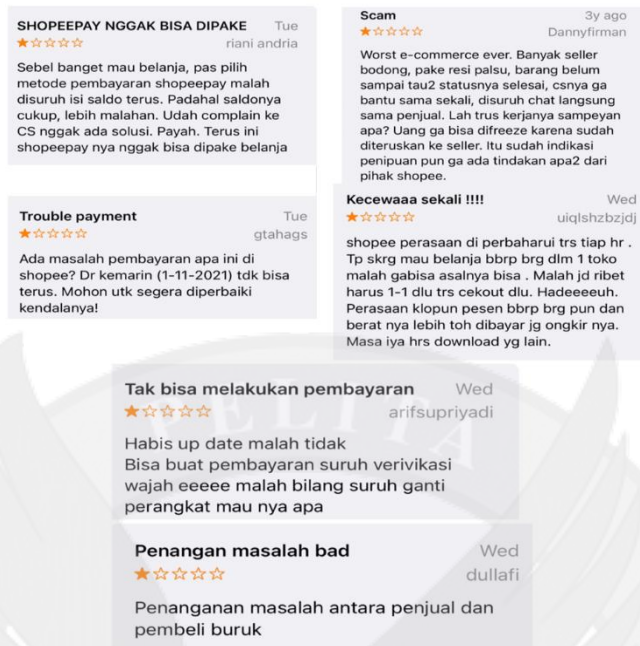 SHOPEEPAY NGGAK BISA DIPAKE Tue
riani andria
Sebel banget mau belanja, pas pilih
metode pembayaran shopeepay malah
disuruh isi saldo terus. Padahal saldonya
cukup, lebih malahan. Udah complain ke
CS nggak ada solusi. Payah. Terus ini
shopeepay nya nggak bisa dipake belanja
Scam 3y ago
Dannyfirman
Worst e-commerce ever. Banyak seller
bodong, pake resi palsu, barang belum
sampai tau2 statusnya selesai, csnya ga
bantu sama sekali, disuruh chat langsung
sama penjual. Lah trus kerjanya sampeyan
apa? Uang ga bisa difreeze karena sudah
diteruskan ke seller. Itu sudah indikasi
penipuan pun ga ada tindakan apa2 dari
pihak shopee.
Trouble payment Tue
gtahags
Ada masalah pembayaran apa ini di
shopee? Dr kemarin (1-11-2021) tdk bisa
terus. Mohon utk segera diperbaiki
kendalanya!
Kecewaaa sekali !!!! Wed
uiqlshzbzjdj
shopee perasaan di perbaharui trs tiap hr .
Tp skrg mau belanja bbrp brg dlm 1 toko
malah gabisa asalnya bisa . Malah jd ribet
harus 1-1 dlu trs cekout dlu. Hadeeeeuh.
Perasaan klopun pesen bbrp brg pun dan
berat nya lebih toh dibayar jg ongkir nya.
Masa iya hrs download yg lain.
Tak bisa melakukan pembayaran Wed
arifsupriyadi
Habis up date malah tidak
Bisa buat pembayaran suruh verivikasi
wajah eeeee malah bilang suruh ganti
perangkat mau nya apa
Penangan masalah bad Wed
dullafi
Penanganan masalah antara penjual dan
pembeli buruk
PELITA